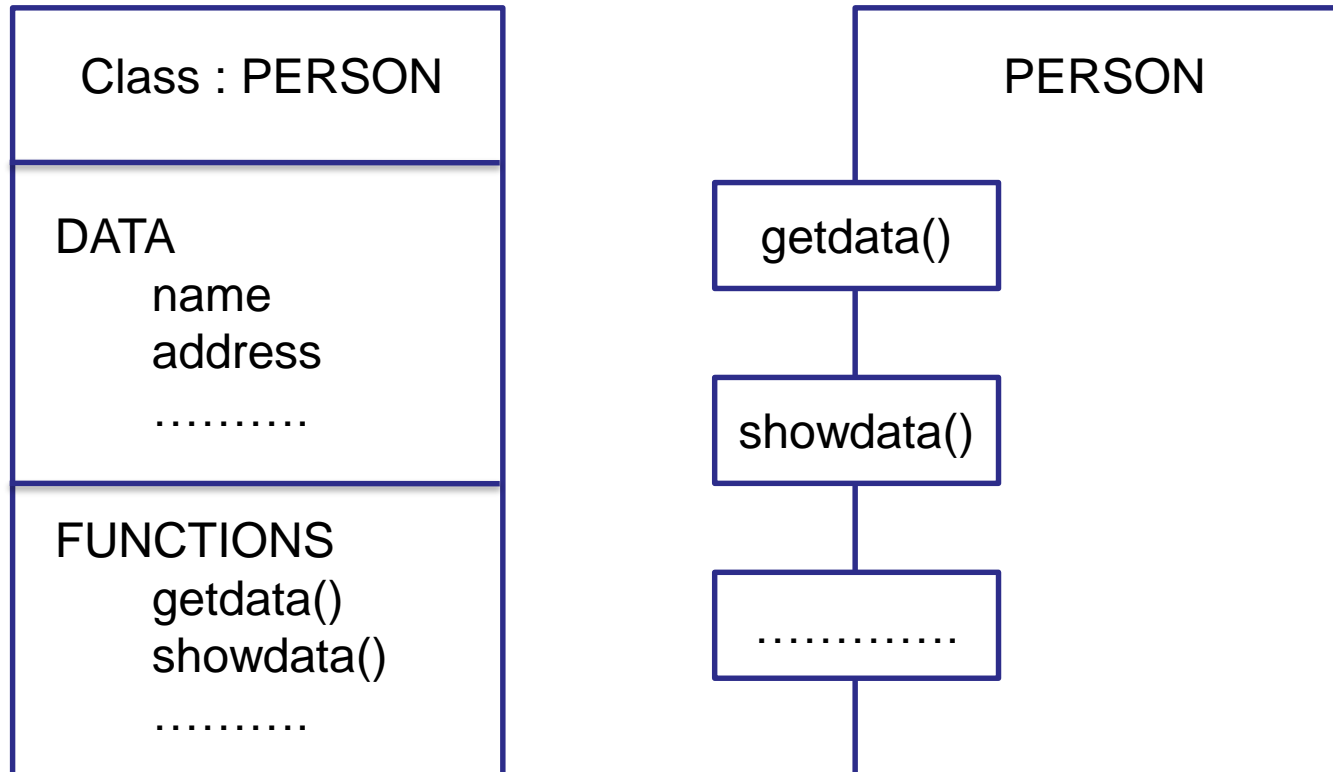 Class : PERSON
DATA
name
address
……….
FUNCTIONS
getdata()
showdata()
……….
PERSON
getdata()
showdata()
………….